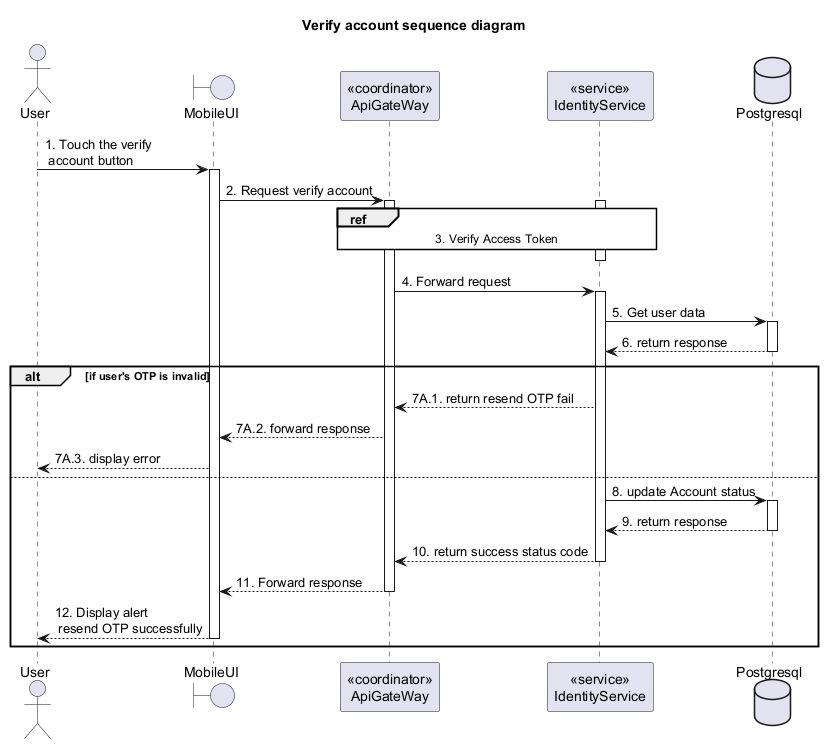 Verify account sequence diagram
User
MobileUI
«coordinator»
ApiGateWay
«service»
IdentityService
Postgresql
1. Touch the verify
account button
2. Request verify account
ref
3. Verify Access Token
4. Forward request
5. Get user data
6. return response
alt
[if user's OTP is invalid]
7A.1. return resend OTP fail
7A.2. forward response
7A.3. display error
8. update Account status
9. return response
10. return success status code
11. Forward response
12. Display alert
resend OTP successfully
User
MobileUI
«coordinator»
ApiGateWay
«service»
IdentityService
Postgresql